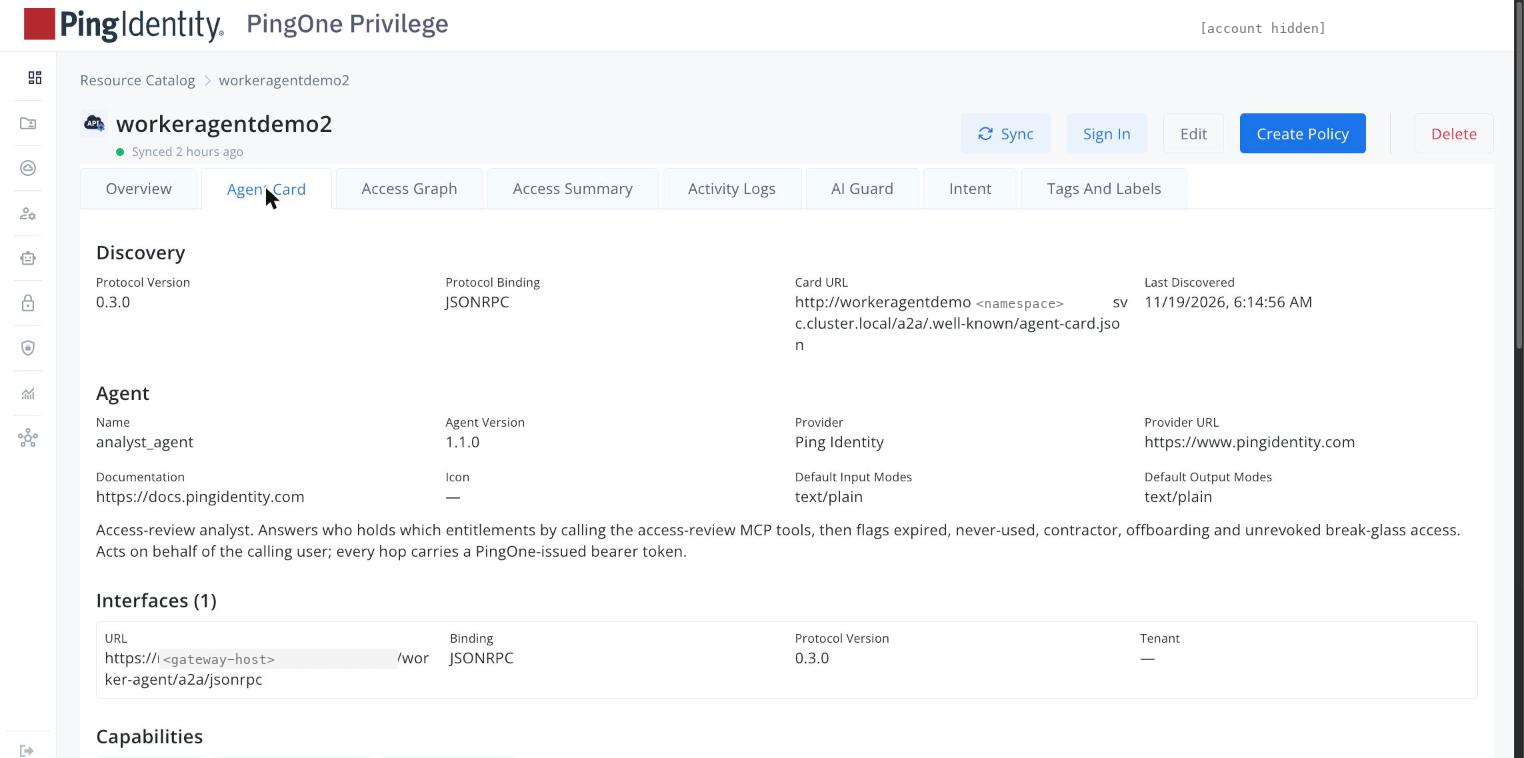 PingIdentity. PingOne Privilege
[account hidden]
Resource Catalog > workeragentdemo2
API
workeragentdemo2
Synced 2 hours ago
Sync Sign In Edit Create Policy Delete
Overview Agent Card Access Graph Access Summary Activity Logs AI Guard Intent Tags And Labels
Discovery
Protocol Version Protocol Binding Card URL Last Discovered
0.3.0 JSONRPC http://workeragentdemo <namespace> sv 11/19/2026, 6:14:56 AM
c.cluster.local/a2a/.well-known/agent-card.jso
n
Agent
Name Agent Version Provider Provider URL
analyst_agent 1.1.0 Ping Identity https://www.pingidentity.com
Documentation Icon Default Input Modes Default Output Modes
https://docs.pingidentity.com — text/plain text/plain
Access-review analyst. Answers who holds which entitlements by calling the access-review MCP tools, then flags expired, never-used, contractor, offboarding and unrevoked break-glass access.
Acts on behalf of the calling user; every hop carries a PingOne-issued bearer token.
Interfaces (1)
URL Binding Protocol Version Tenant
https:// <gateway-host> /wor JSONRPC 0.3.0 —
ker-agent/a2a/jsonrpc
Capabilities